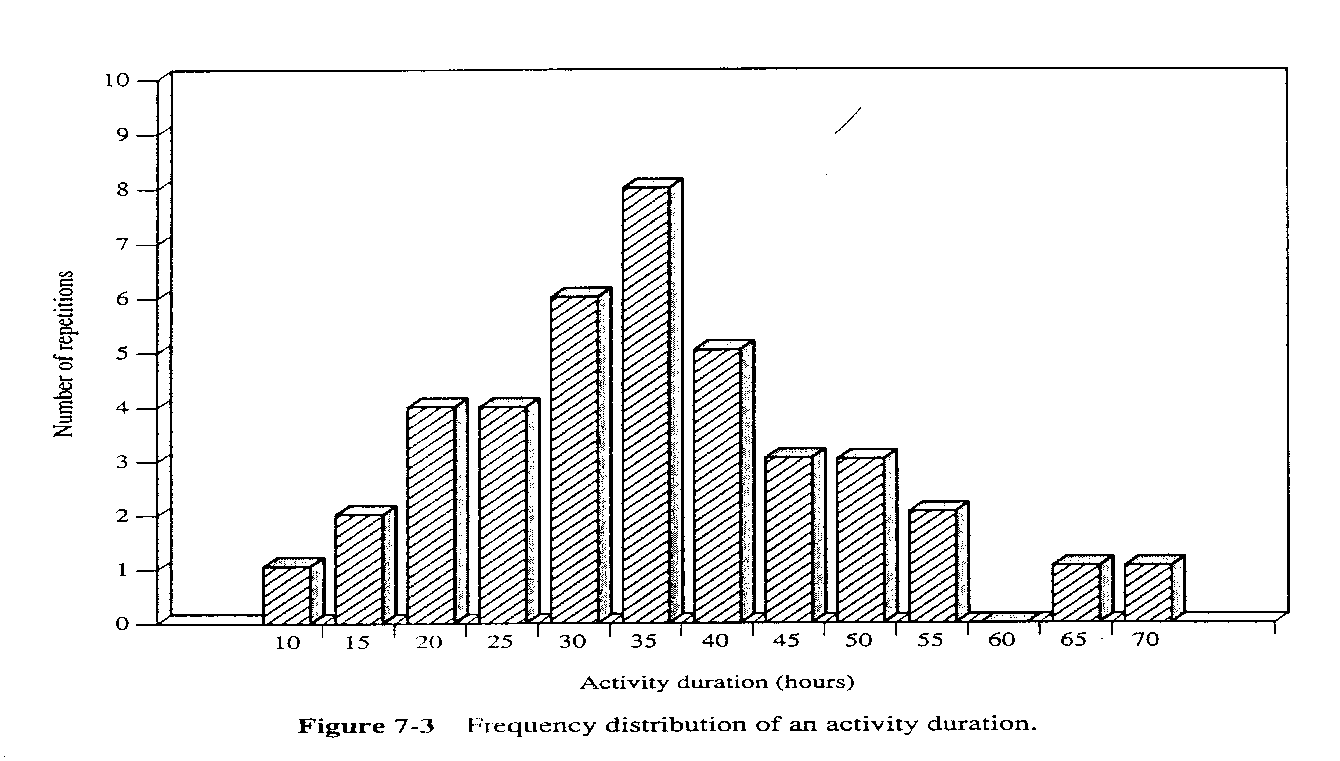 10
9
8
7
6
5
4
3
2
1
0
Number of repetitions
10 15 20 25 30 35 40 45 50 55 60 65 70
Activity duration (hours)
Figure 7-3 Frequency distribution of an activity duration.